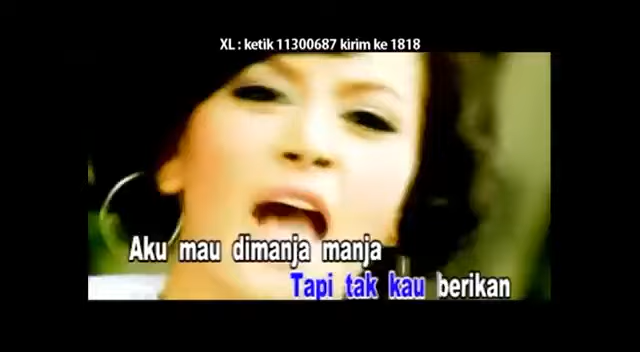 XL : ketik 11300687 kirim ke 1818
Aku mau dimanja manja
Tapi tak kau berikan